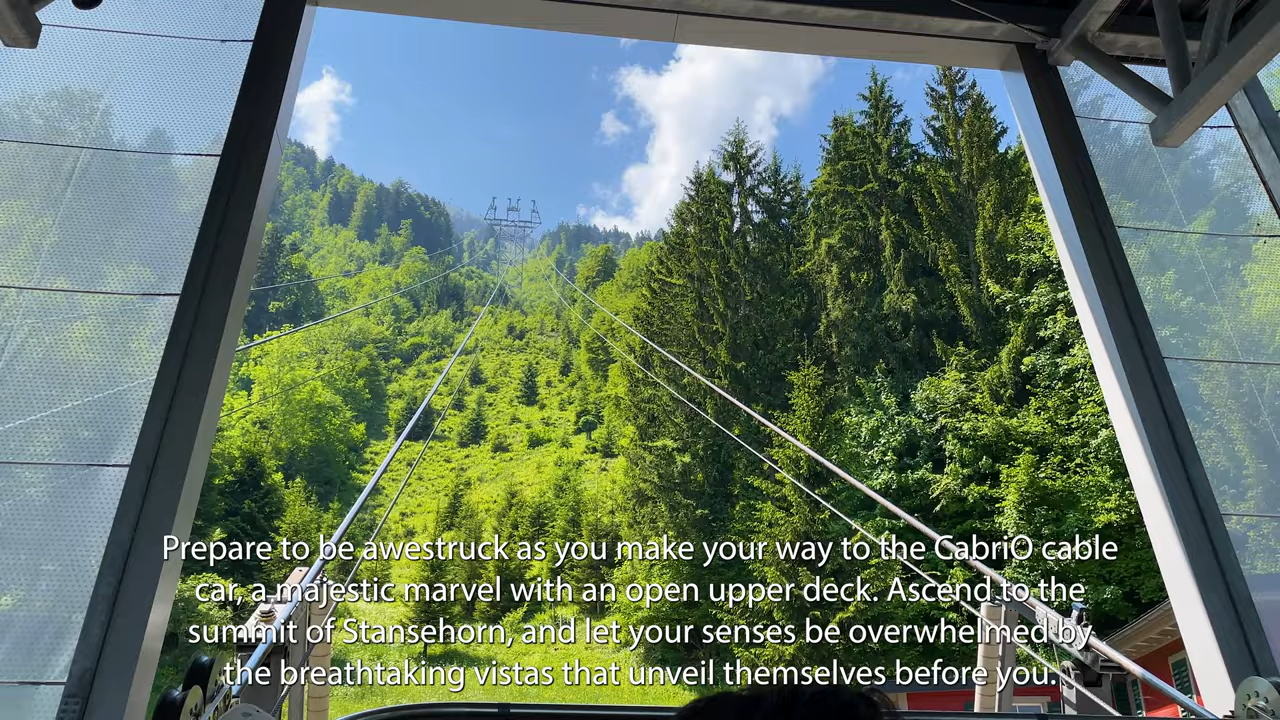 Prepare to be awestruck as you make your way to the CabriO cable
car, a majestic marvel with an open upper deck. Ascend to the
summit of Stansehorn, and let your senses be overwhelmed by
the breathtaking vistas that unveil themselves before you.